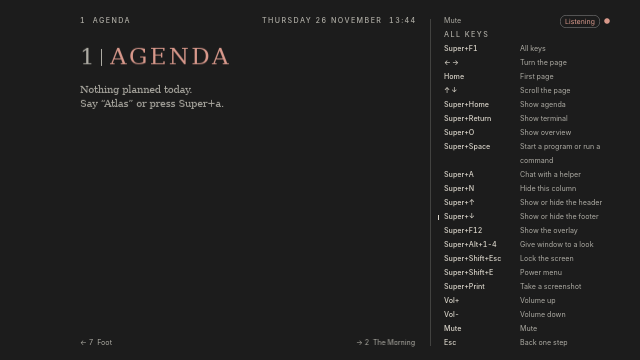 1 AGENDA
THURSDAY 26 NOVEMBER 13:44
1 | AGENDA
Nothing planned today.
Say “Atlas” or press Super+a.
← 7 Foot
→ 2 The Morning
Mute
Listening
ALL KEYS
Super+F1 All keys
← → Turn the page
Home First page
↑ ↓ Scroll the page
Super+Home Show agenda
Super+Return Show terminal
Super+O Show overview
Super+Space Start a program or run a
command
Super+A Chat with a helper
Super+N Hide this column
Super+↑ Show or hide the header
Super+↓ Show or hide the footer
Super+F12 Show the overlay
Super+Alt+1-4 Give window to a look
Super+Shift+Esc Lock the screen
Super+Shift+E Power menu
Super+Print Take a screenshot
Vol+ Volume up
Vol- Volume down
Mute Mute
Esc Back one step